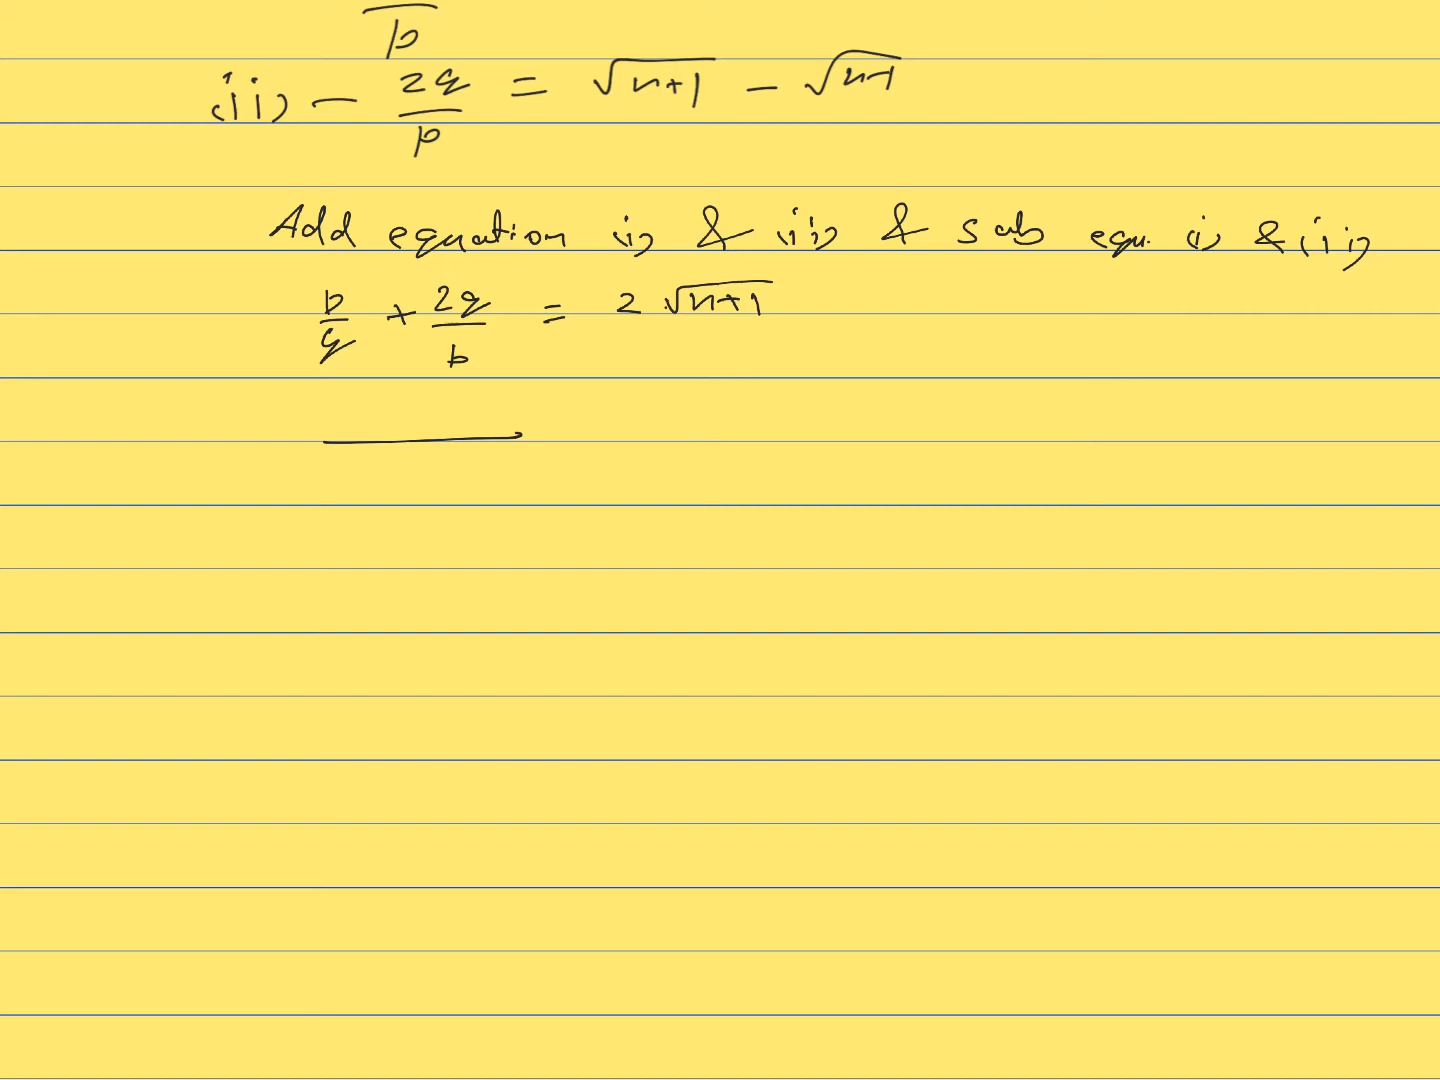 p
(ii) - 2q/p = √n+1 - √n-1
Add equation (i) & (ii) & sub equ. (i) & (ii)
p/q + 2q/p = 2 √n+1